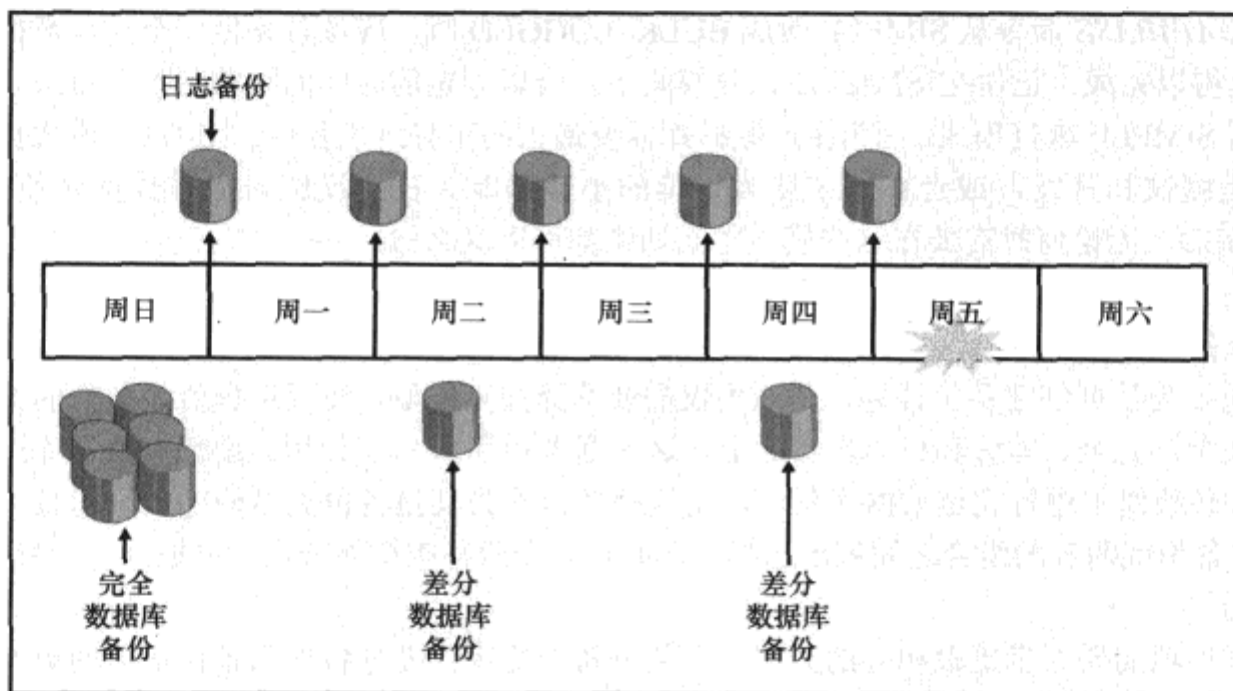 日志备份
周日
周一
周二
周三
周四
周五
周六
完全
数据库
备份
差分
数据库
备份
差分
数据库
备份